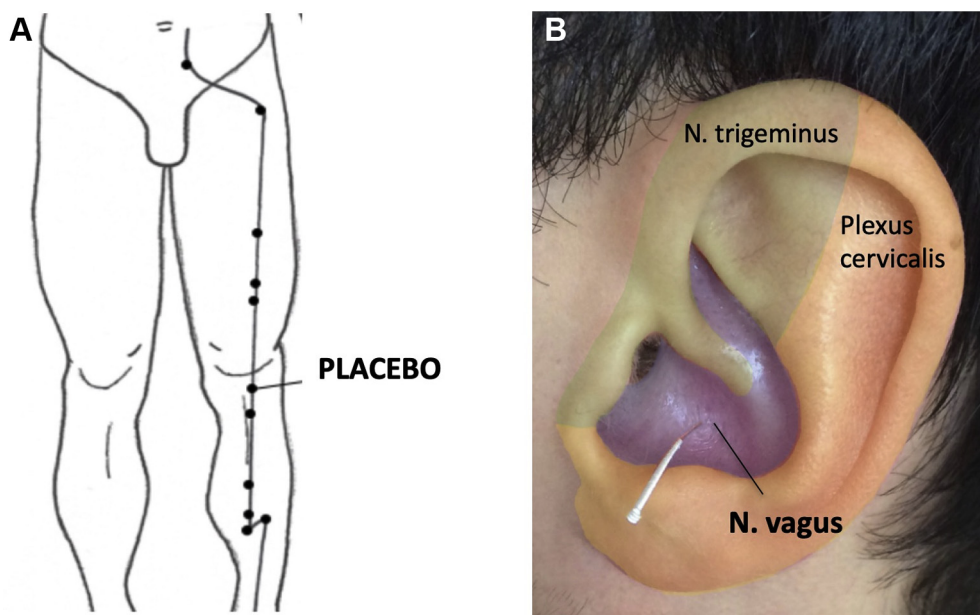 A
PLACEBO
B
N. trigeminus
Plexus
cervicalis
N. vagus